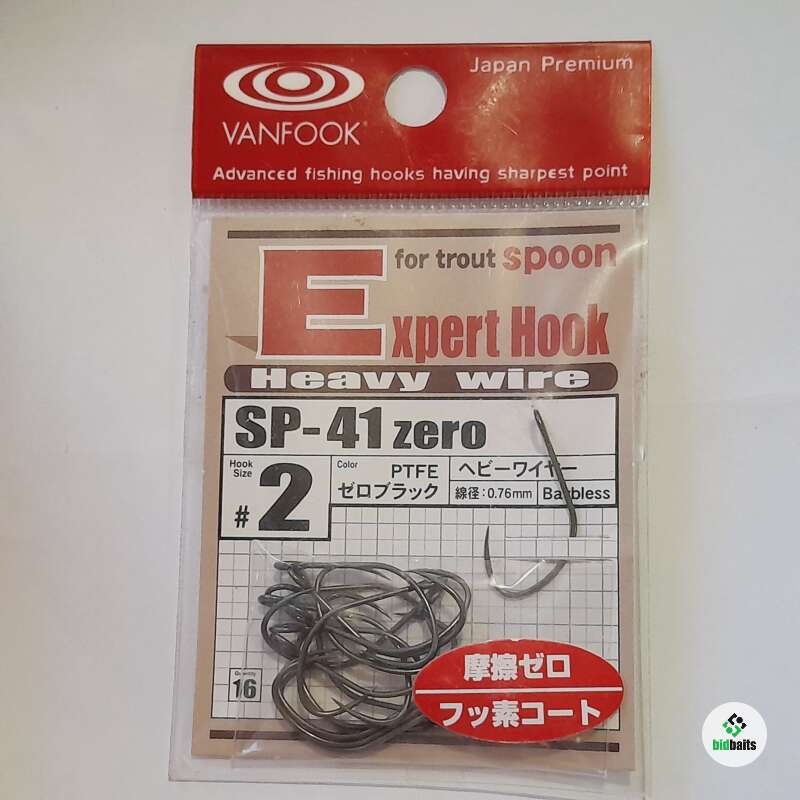 Japan Premium
VANFOOK®
Advanced fishing hooks having sharpest point
for trout spoon
Expert Hook
Heavy wire
SP-41 zero
Hook Size
#2
Color
PTFE
ゼロブラック
ヘビーワイヤー
線径:0.76mm
Barbless
Quantity
16
摩擦ゼロ
フッ素コート
bidbaits